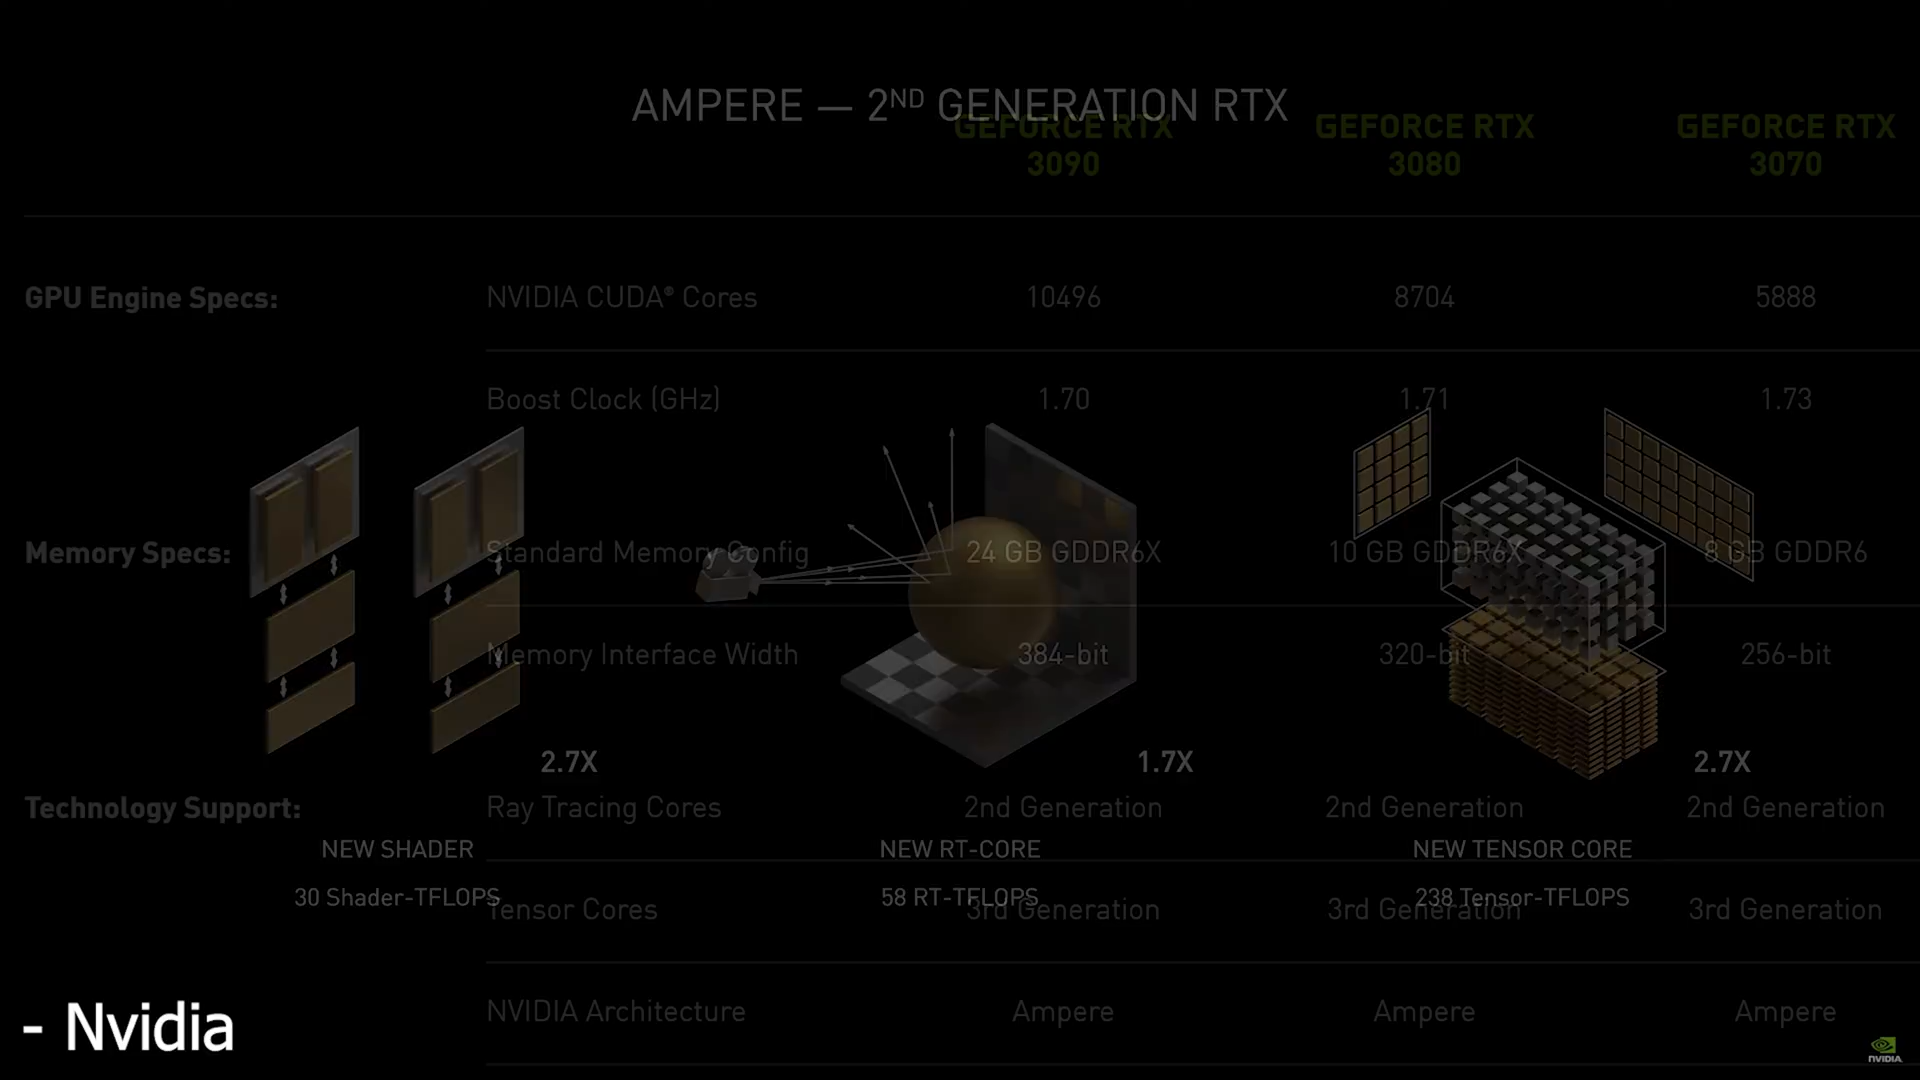 AMPERE — 2ND GENERATION RTX
GEFORCE RTX 3090
GEFORCE RTX 3080
GEFORCE RTX 3070
GPU Engine Specs: NVIDIA CUDA® Cores 10496 8704 5888
Boost Clock (GHz) 1.70 1.71 1.73
Memory Specs: Standard Memory Config 24 GB GDDR6X 10 GB GDDR6X 8 GB GDDR6
Memory Interface Width 384-bit 320-bit 256-bit
2.7X 1.7X 2.7X
Technology Support: Ray Tracing Cores 2nd Generation 2nd Generation 2nd Generation
NEW SHADER NEW RT-CORE NEW TENSOR CORE
30 Shader-TFLOPS 58 RT-TFLOPS 238 Tensor-TFLOPS
Tensor Cores 3rd Generation 3rd Generation 3rd Generation
NVIDIA Architecture Ampere Ampere Ampere
- Nvidia
NVIDIA